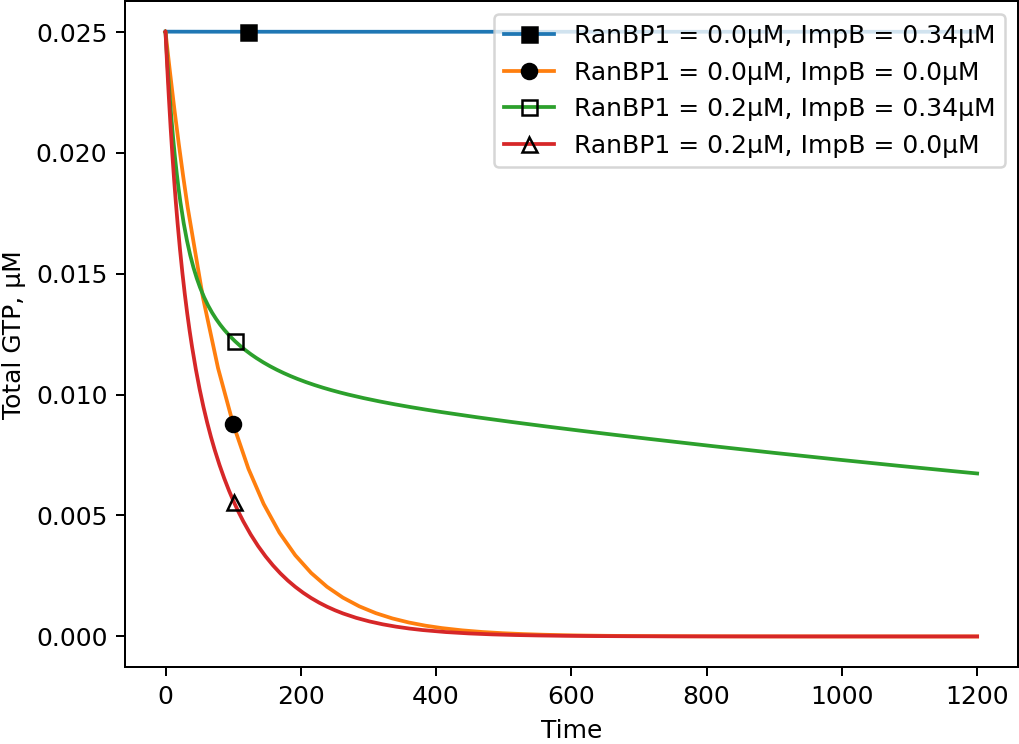 0.025
0.020
0.015
0.010
0.005
0.000
Total GTP, µM
RanBP1 = 0.0µM, ImpB = 0.34µM
RanBP1 = 0.0µM, ImpB = 0.0µM
RanBP1 = 0.2µM, ImpB = 0.34µM
RanBP1 = 0.2µM, ImpB = 0.0µM
0 200 400 600 800 1000 1200
Time